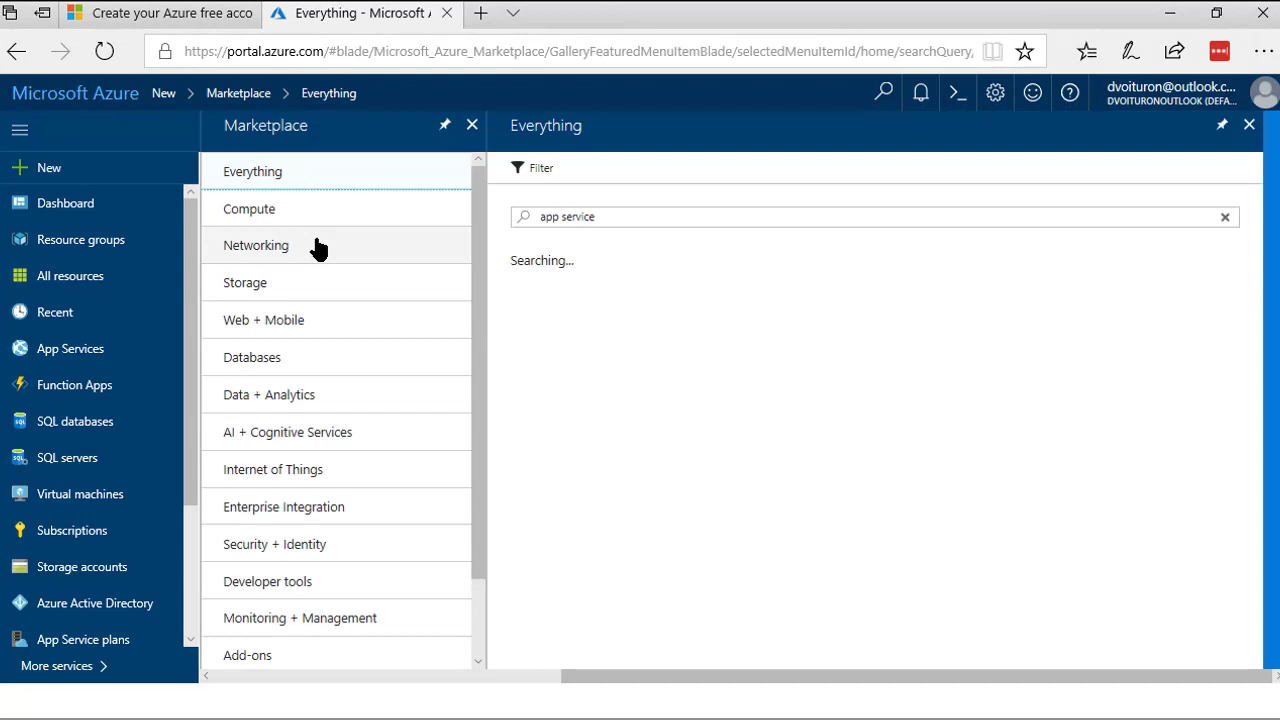 Create your Azure free acco
Everything - Microsoft A
https://portal.azure.com/#blade/Microsoft_Azure_Marketplace/GalleryFeaturedMenuItemBlade/selectedMenuItemId/home/searchQuery,
Microsoft Azure
New
Marketplace
Everything
dvoituron@outlook.c...
DVOITURONOUTLOOK (DEFA...
New
Dashboard
Resource groups
All resources
Recent
App Services
Function Apps
SQL databases
SQL servers
Virtual machines
Subscriptions
Storage accounts
Azure Active Directory
App Service plans
More services
Marketplace
Everything
Compute
Networking
Storage
Web + Mobile
Databases
Data + Analytics
AI + Cognitive Services
Internet of Things
Enterprise Integration
Security + Identity
Developer tools
Monitoring + Management
Add-ons
Everything
Filter
app service
Searching...